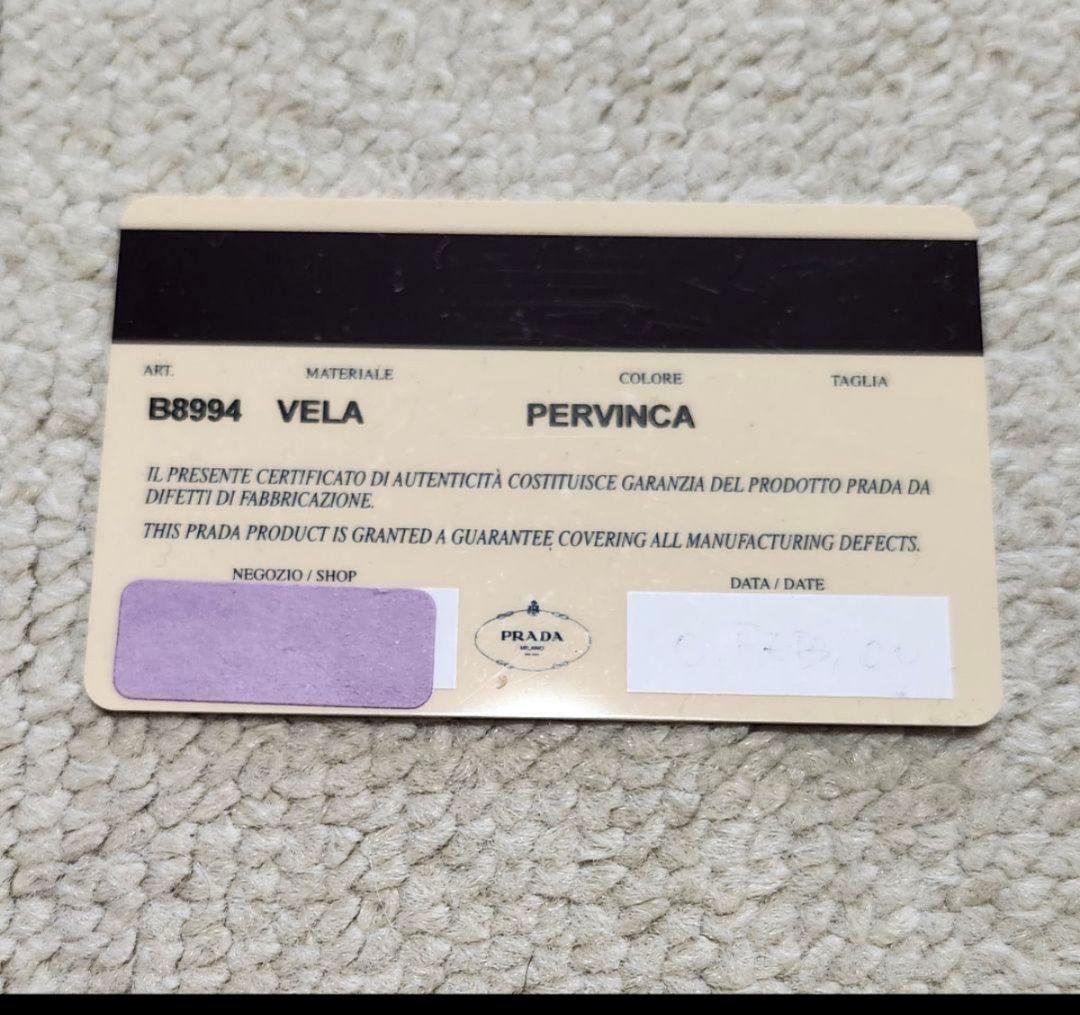 ART. MATERIALE COLORE TAGLIA
B8994 VELA PERVINCA
IL PRESENTE CERTIFICATO DI AUTENTICITÀ COSTITUISCE GARANZIA DEL PRODOTTO PRADA DA
DIFETTI DI FABBRICAZIONE.
THIS PRADA PRODUCT IS GRANTED A GUARANTEE COVERING ALL MANUFACTURING DEFECTS.
NEGOZIO / SHOP DATA / DATE
PRADA
MILANO